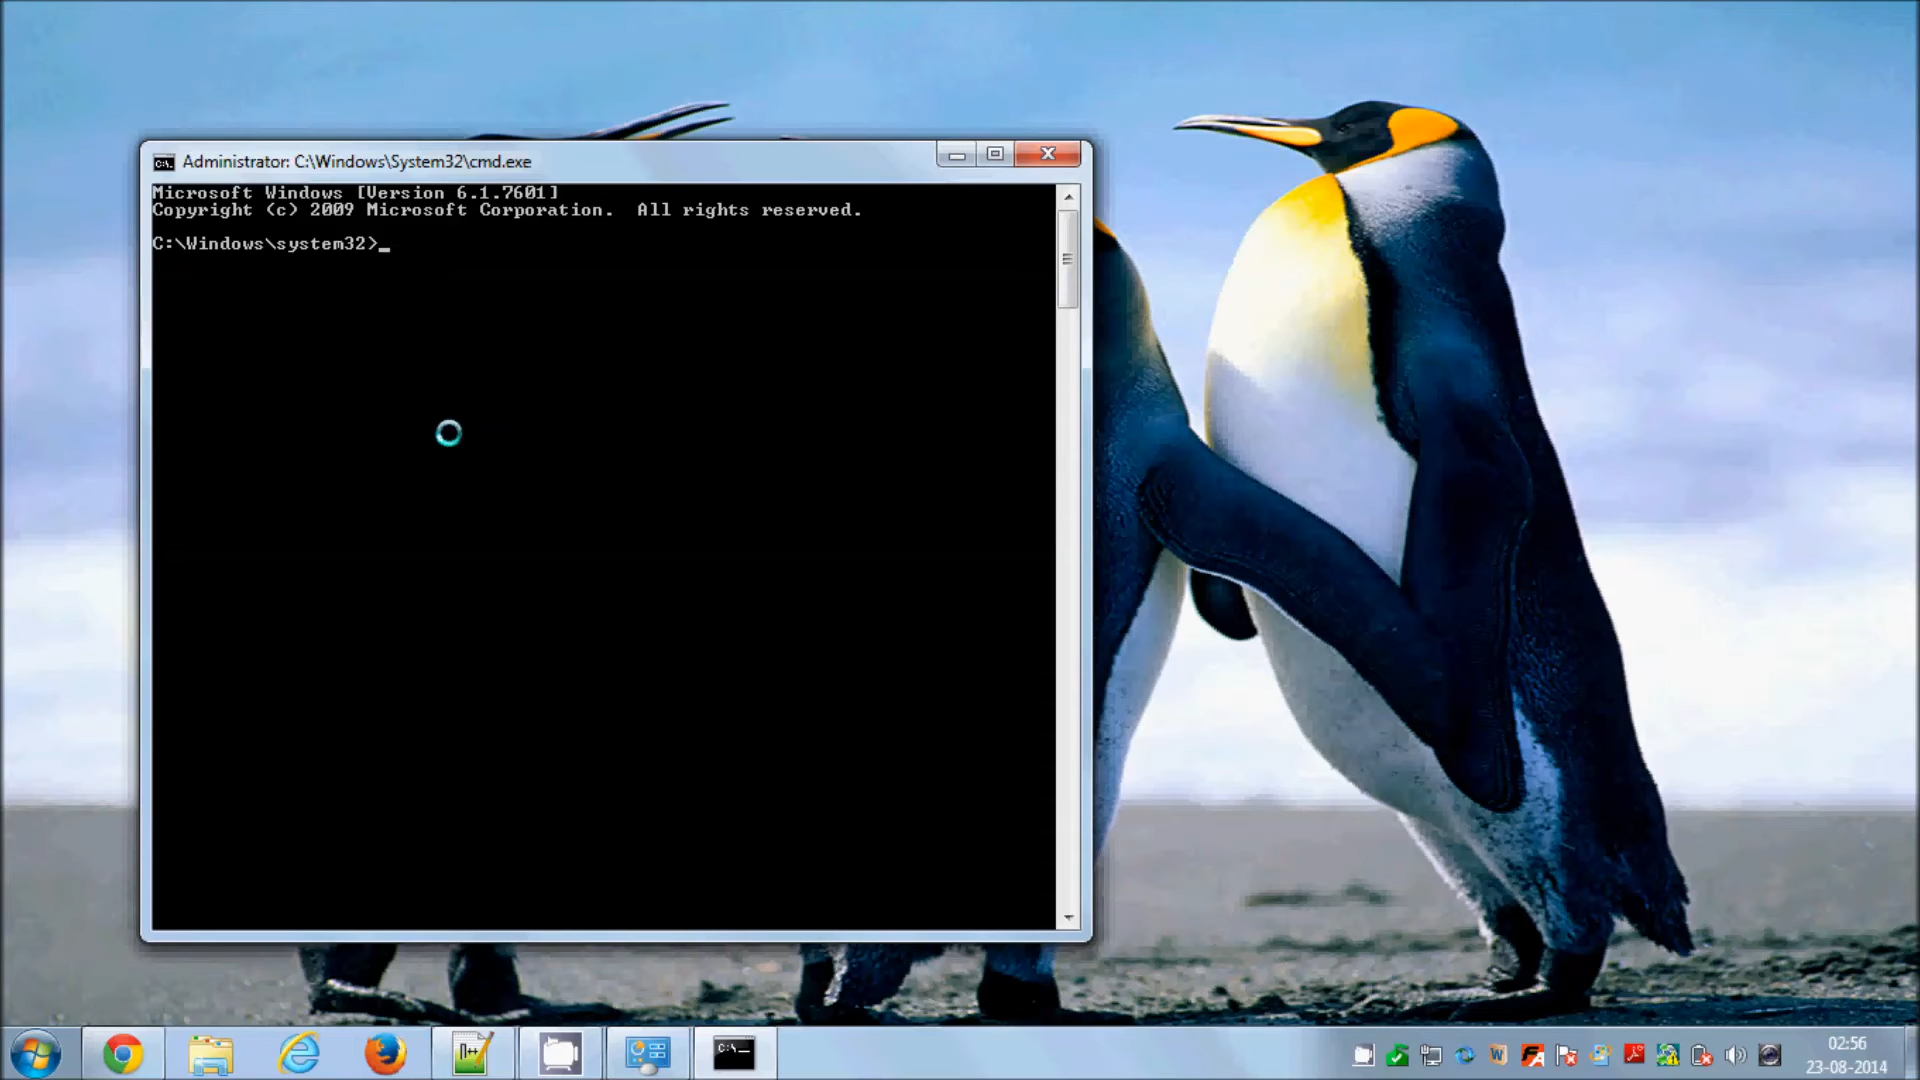 Administrator: C:\Windows\System32\cmd.exe
Microsoft Windows [Version 6.1.7601]
Copyright (c) 2009 Microsoft Corporation.  All rights reserved.
C:\Windows\system32>_
02:56
23-08-2014